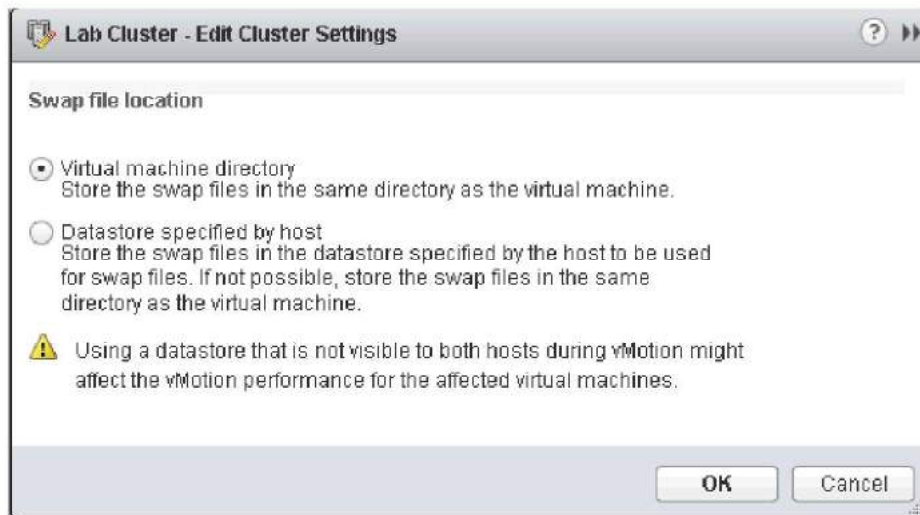 Lab Cluster - Edit Cluster Settings
?
Swap file location
Virtual machine directory
Store the swap files in the same directory as the virtual machine.
Datastore specified by host
Store the swap files in the datastore specified by the host to be used
for swap files. If not possible, store the swap files in the same
directory as the virtual machine.
Using a datastore that is not visible to both hosts during vMotion might
affect the vMotion performance for the affected virtual machines.
OK
Cancel